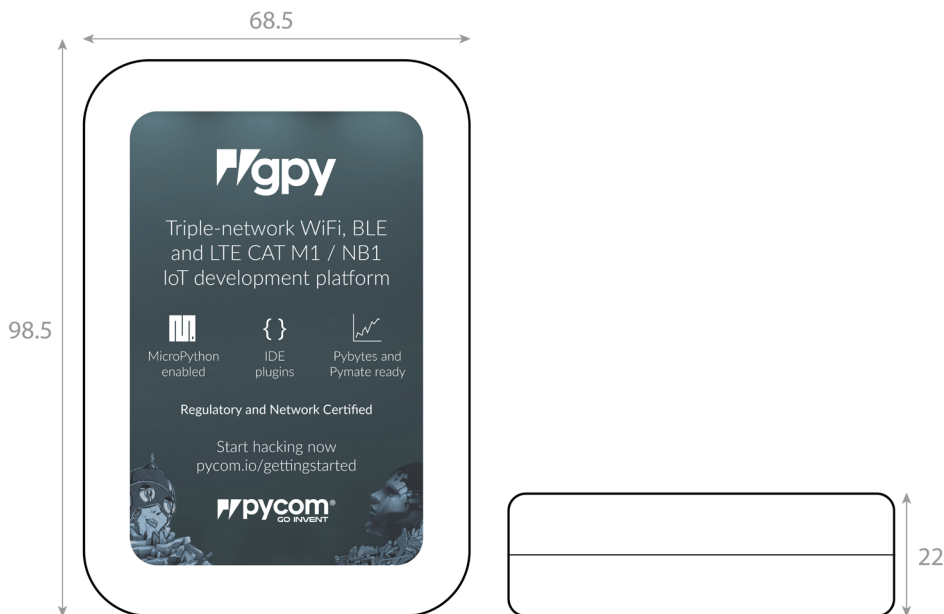 68.5
98.5
gpy
Triple-network WiFi, BLE
and LTE CAT M1 / NB1
IoT development platform
MicroPython
enabled
{ }
IDE
plugins
Pybytes and
Pymate ready
Regulatory and Network Certified
Start hacking now
pycom.io/gettingstarted
pycom®
GO INVENT
22